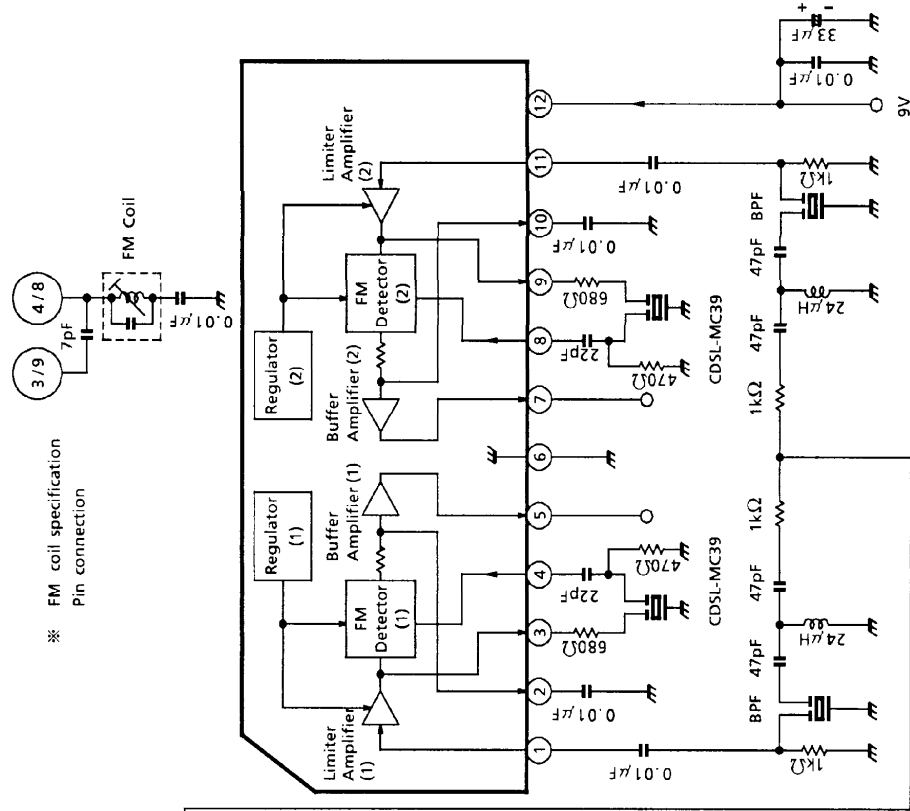 ※ FM coil specification
Pin connection
3/9
4/8
7pF
FM Coil
0.01μF
Regulator
(1)
Regulator
(2)
Limiter
Amplifier
(1)
FM
Detector
(1)
Buffer
Amplifier (1)
Buffer
Amplifier (2)
FM
Detector
(2)
Limiter
Amplifier
(2)
1
2
3
4
5
6
7
8
9
10
11
12
0.01μF
0.01μF
680Ω
22pF
470Ω
CDSL-MC39
470Ω
22pF
680Ω
CDSL-MC39
0.01μF
0.01μF
0.01μF
+ -
33μF
9V
1kΩ
BPF
47pF
24μH
47pF
1kΩ
1kΩ
47pF
24μH
47pF
BPF
1kΩ